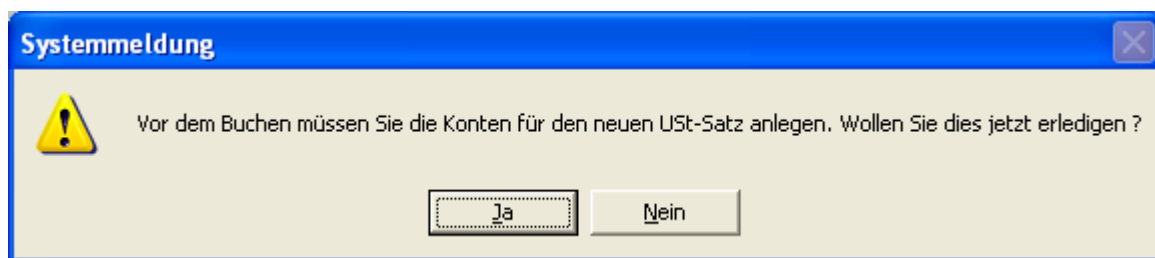 Systemmeldung
Vor dem Buchen müssen Sie die Konten für den neuen USt-Satz anlegen. Wollen Sie dies jetzt erledigen ?
Ja
Nein